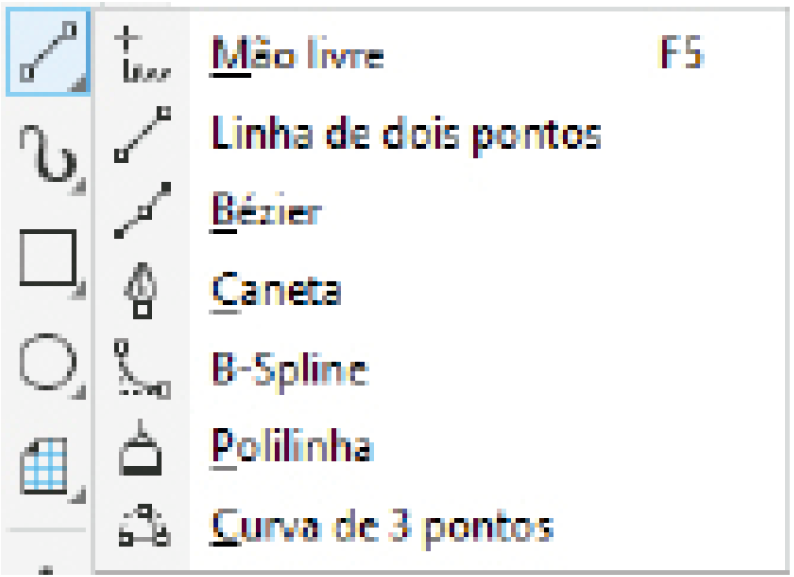 Mão livre F5
Linha de dois pontos
Bézier
Caneta
B-Spline
Polilinha
Curva de 3 pontos